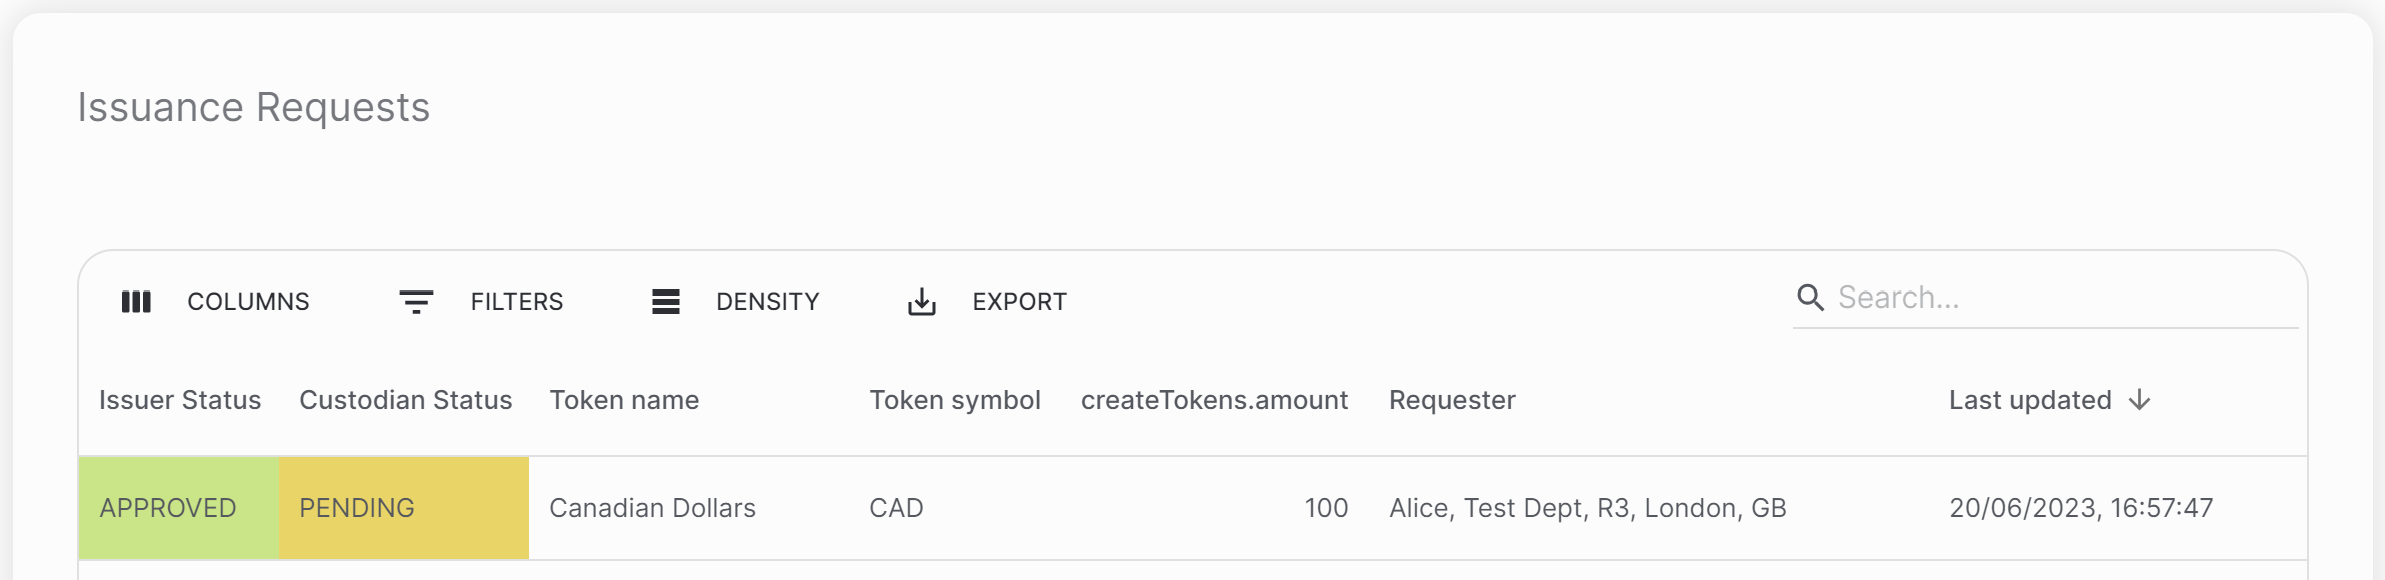 Issuance Requests
COLUMNS FILTERS DENSITY EXPORT Search...
Issuer Status Custodian Status Token name Token symbol createTokens.amount Requester Last updated
APPROVED PENDING Canadian Dollars CAD 100 Alice, Test Dept, R3, London, GB 20/06/2023, 16:57:47